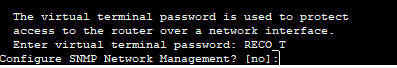 The virtual terminal password is used to protect
access to the router over a network interface.
Enter virtual terminal password: RECO_T
Configure SNMP Network Management? [no]: